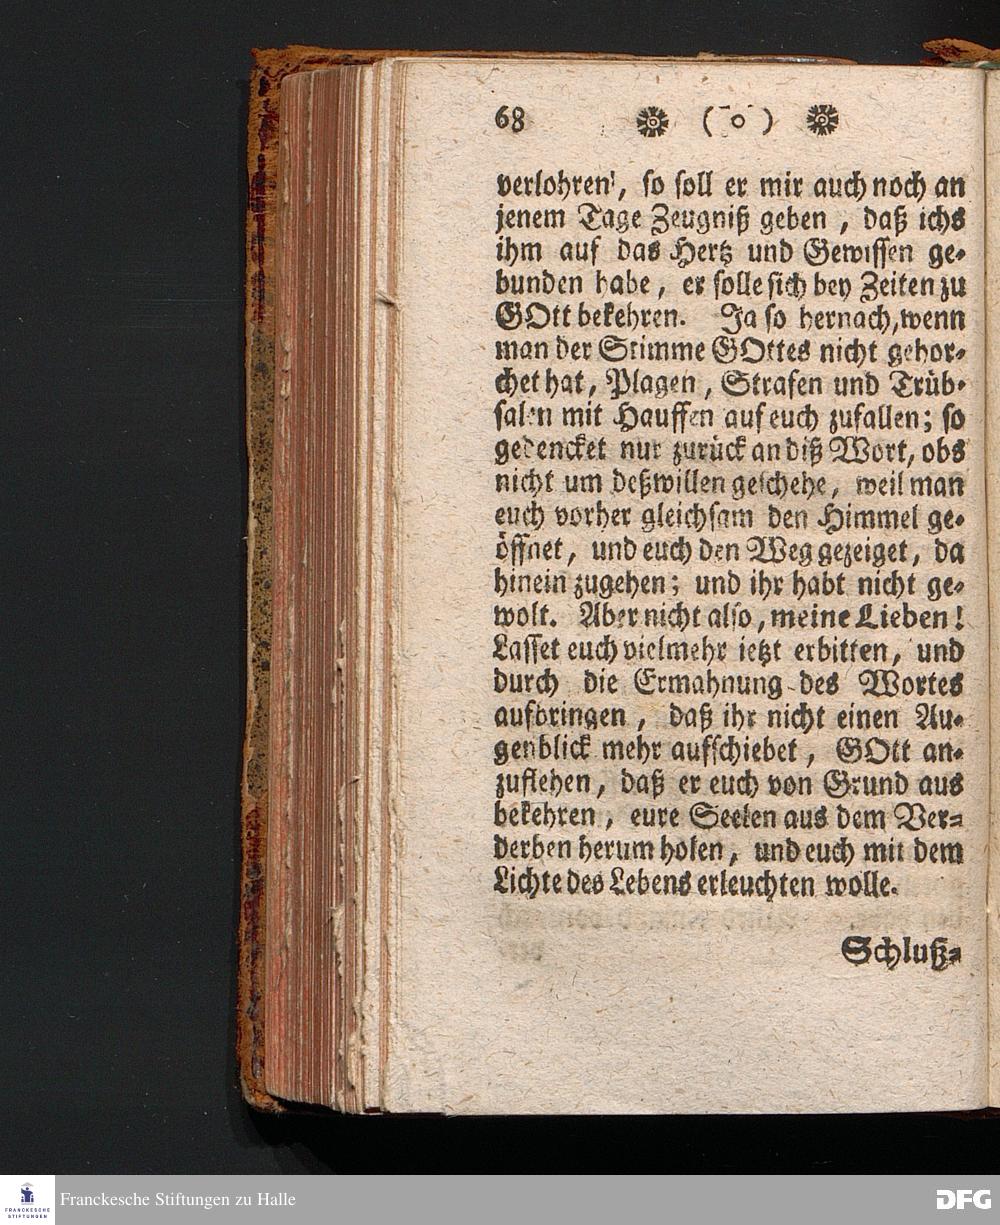 68 ❋ ( o ) ❋
verlohren', so soll er mir auch noch an
jenem Tage Zeugniß geben, daß ichs
ihm auf das Hertz und Gewissen ge-
bunden habe, er solle sich bey Zeiten zu
GOtt bekehren. Ja so hernach, wenn
man der Stimme GOttes nicht gehor-
chet hat, Plagen, Strafen und Trüb-
salen mit Hauffen auf euch zufallen; so
gedencket nur zurück an diß Wort, obs
nicht um deßwillen geschehe, weil man
euch vorher gleichsam den Himmel ge-
öffnet, und euch den Weg gezeiget, da
hinein zugehen; und ihr habt nicht ge-
wolt. Aber nicht also, meine Lieben!
Lasset euch vielmehr ietzt erbitten, und
durch die Ermahnung des Wortes
aufbringen, daß ihr nicht einen Au-
genblick mehr aufschiebet, GOtt an-
zuflehen, daß er euch von Grund aus
bekehren, eure Seelen aus dem Ver-
derben herum holen, und euch mit dem
Lichte des Lebens erleuchten wolle.
Schluß-
FRANCKESCHE STIFTUNGEN
Franckesche Stiftungen zu Halle
DFG